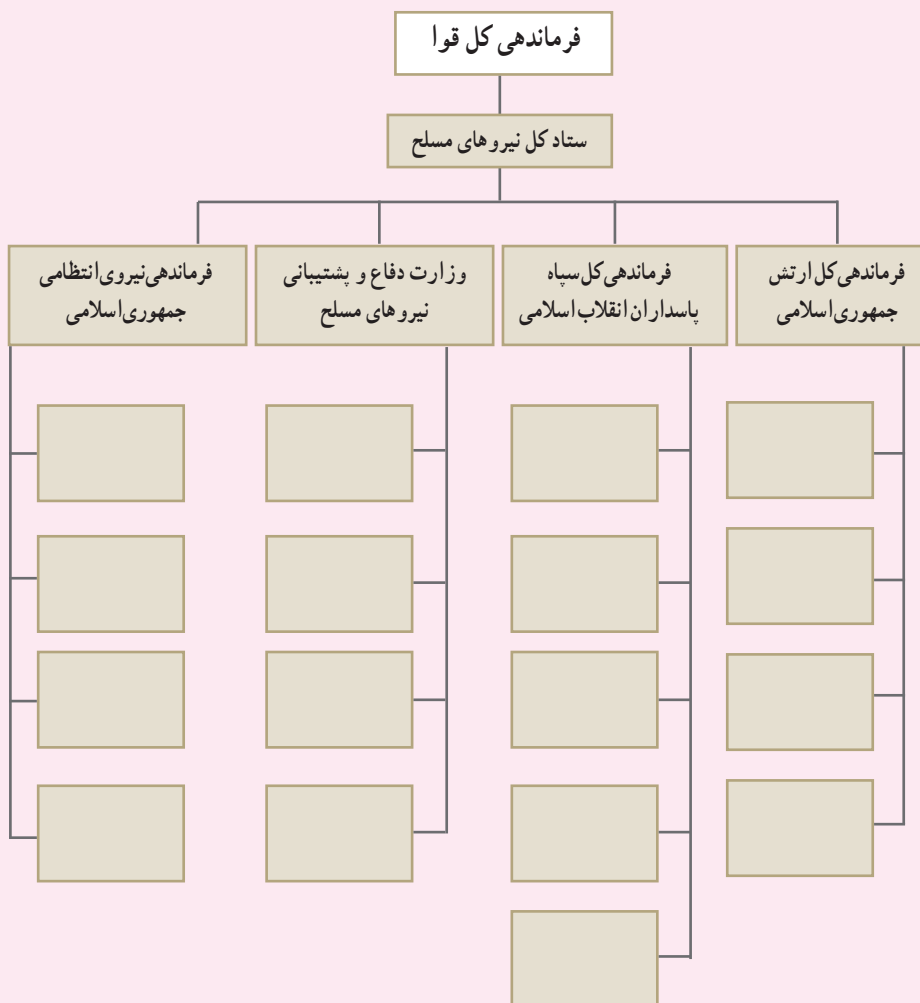 فرماندهی کل قوا
ستاد کل نیروهای مسلح
فرماندهی کل ارتش
جمهوری اسلامی
فرماندهی کل سپاه
پاسداران انقلاب اسلامی
وزارت دفاع و پشتیبانی
نیروهای مسلح
فرماندهی نیروی انتظامی
جمهوری اسلامی